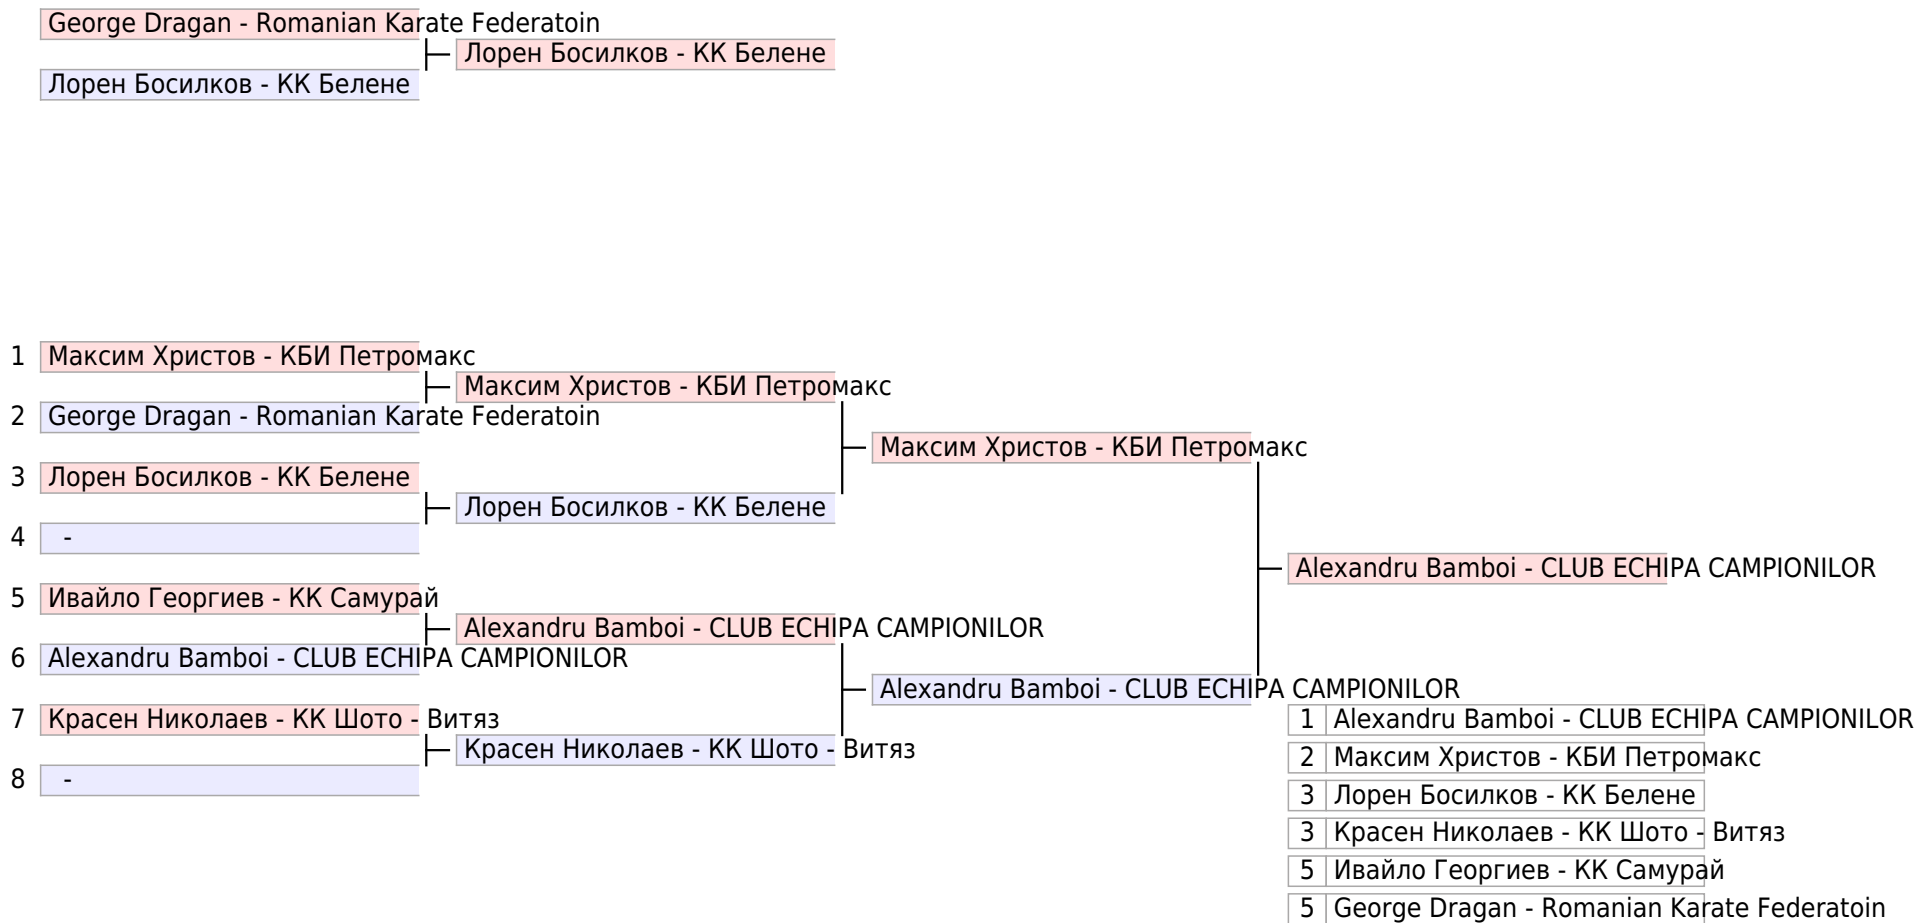 George Dragan - Romanian Karate Federatoin
Лорен Босилков - КК Белене
Лорен Босилков - КК Белене
1 Максим Христов - КБИ Петромакс
Максим Христов - КБИ Петромакс
2 George Dragan - Romanian Karate Federatoin
Максим Христов - КБИ Петромакс
3 Лорен Босилков - КК Белене
Лорен Босилков - КК Белене
4 -
Alexandru Bamboi - CLUB ECHIPA CAMPIONILOR
5 Ивайло Георгиев - КК Самурай
Alexandru Bamboi - CLUB ECHIPA CAMPIONILOR
6 Alexandru Bamboi - CLUB ECHIPA CAMPIONILOR
Alexandru Bamboi - CLUB ECHIPA CAMPIONILOR
7 Красен Николаев - КК Шото - Витяз
Красен Николаев - КК Шото - Витяз
8 -
1 Alexandru Bamboi - CLUB ECHIPA CAMPIONILOR
2 Максим Христов - КБИ Петромакс
3 Лорен Босилков - КК Белене
3 Красен Николаев - КК Шото - Витяз
5 Ивайло Георгиев - КК Самурай
5 George Dragan - Romanian Karate Federatoin